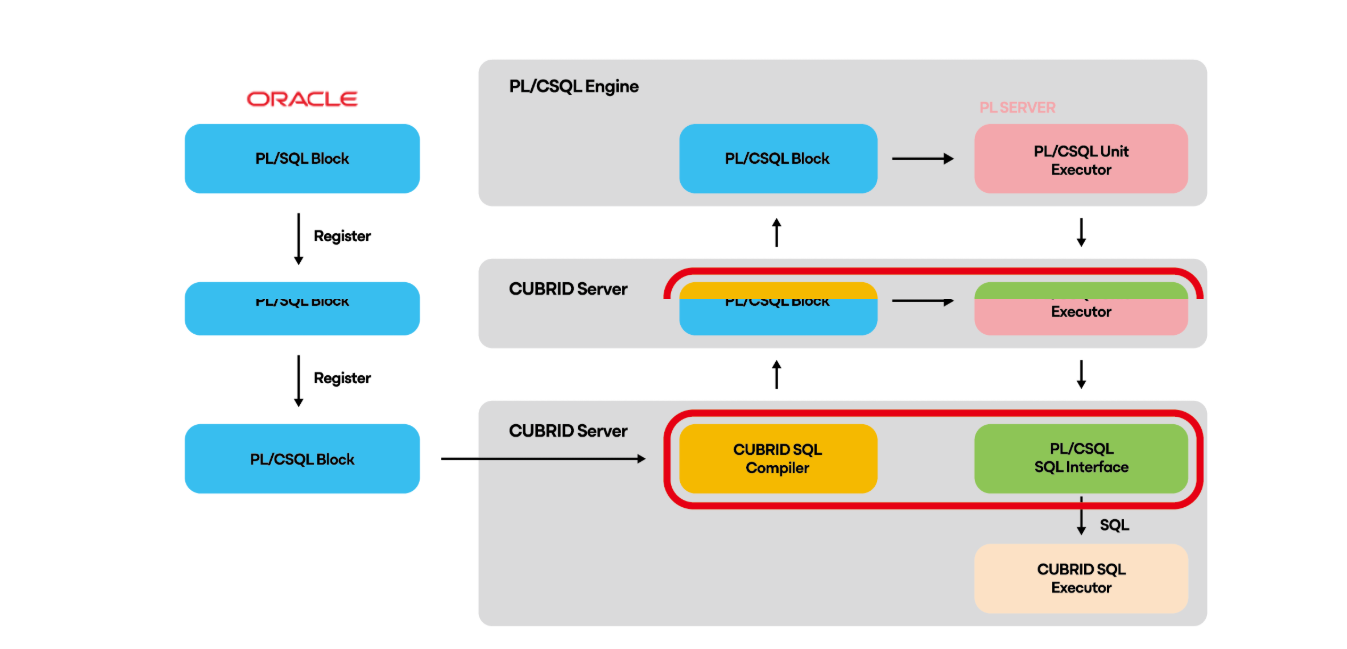 ORACLE
PL/SQL Block
Register
PL/SQL Block
Register
PL/CSQL Block
PL/CSQL Engine
PL SERVER
PL/CSQL Block
PL/CSQL Unit
Executor
CUBRID Server
PL/CSQL Block
Executor
CUBRID Server
CUBRID SQL
Compiler
PL/CSQL
SQL Interface
SQL
CUBRID SQL
Executor